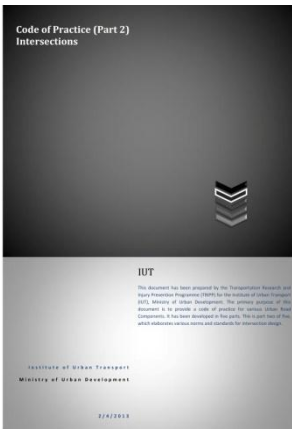 Code of Practice (Part 2)
Intersections
IUT
This document has been prepared by the Transportation Research and
Injury Prevention Programme (TRIPP) for the Institute of Urban Transport
(IUT), Ministry of Urban Development. The primary purpose of this
document is to provide a code of practice for various Urban Road
Components. It has been developed in five parts. This is part two of five,
which elaborates various norms and standards for intersection design.
Institute of Urban Transport
Ministry of Urban Development
2/4/2013